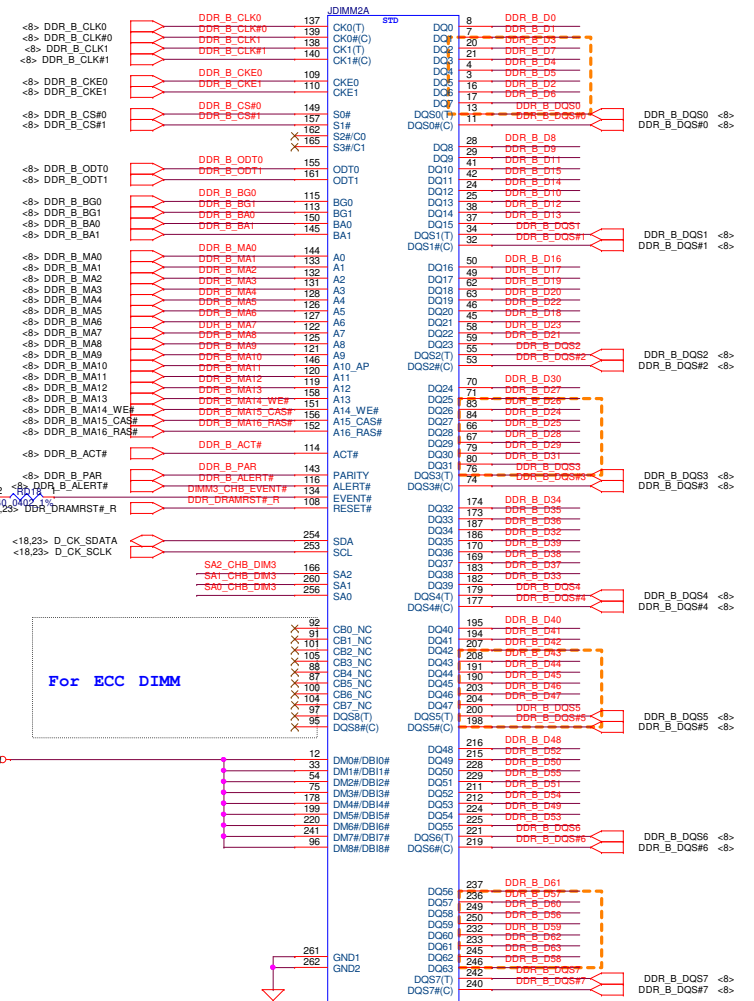 JDIMM2A
STD
<8> DDR_B_CLK0 DDR_B_CLK0 137 CK0(T)
<8> DDR_B_CLK#0 DDR_B_CLK#0 139 CK0#(C)
<8> DDR_B_CLK1 DDR_B_CLK1 138 CK1(T)
<8> DDR_B_CLK#1 DDR_B_CLK#1 140 CK1#(C)
<8> DDR_B_CKE0 DDR_B_CKE0 109 CKE0
<8> DDR_B_CKE1 DDR_B_CKE1 110 CKE1
<8> DDR_B_CS#0 DDR_B_CS#0 149 S0#
<8> DDR_B_CS#1 DDR_B_CS#1 157 S1#
162 S2#/C0
165 S3#/C1
<8> DDR_B_ODT0 DDR_B_ODT0 155 ODT0
<8> DDR_B_ODT1 DDR_B_ODT1 161 ODT1
<8> DDR_B_BG0 DDR_B_BG0 115 BG0
<8> DDR_B_BG1 DDR_B_BG1 113 BG1
<8> DDR_B_BA0 DDR_B_BA0 150 BA0
<8> DDR_B_BA1 DDR_B_BA1 145 BA1
<8> DDR_B_MA0 DDR_B_MA0 144 A0
<8> DDR_B_MA1 DDR_B_MA1 133 A1
<8> DDR_B_MA2 DDR_B_MA2 132 A2
<8> DDR_B_MA3 DDR_B_MA3 131 A3
<8> DDR_B_MA4 DDR_B_MA4 128 A4
<8> DDR_B_MA5 DDR_B_MA5 126 A5
<8> DDR_B_MA6 DDR_B_MA6 127 A6
<8> DDR_B_MA7 DDR_B_MA7 122 A7
<8> DDR_B_MA8 DDR_B_MA8 125 A8
<8> DDR_B_MA9 DDR_B_MA9 121 A9
<8> DDR_B_MA10 DDR_B_MA10 146 A10_AP
<8> DDR_B_MA11 DDR_B_MA11 120 A11
<8> DDR_B_MA12 DDR_B_MA12 119 A12
<8> DDR_B_MA13 DDR_B_MA13 158 A13
<8> DDR_B_MA14_WE# DDR_B_MA14_WE# 151 A14_WE#
<8> DDR_B_MA15_CAS# DDR_B_MA15_CAS# 156 A15_CAS#
<8> DDR_B_MA16_RAS# DDR_B_MA16_RAS# 152 A16_RAS#
<8> DDR_B_ACT# DDR_B_ACT# 114 ACT#
<8> DDR_B_PAR DDR_B_PAR 143 PARITY
<8> DDR_B_ALERT# DDR_B_ALERT# 116 ALERT#
DIMM3_CHB_EVENT# 134 EVENT#
,23> DDR_DRAMRST#_R DDR_DRAMRST#_R 108 RESET#
<18,23> D_CK_SDATA 254 SDA
<18,23> D_CK_SCLK 253 SCL
SA2_CHB_DIM3 166 SA2
SA1_CHB_DIM3 260 SA1
SA0_CHB_DIM3 256 SA0
For ECC DIMM
92 CB0_NC
91 CB1_NC
101 CB2_NC
105 CB3_NC
88 CB4_NC
87 CB5_NC
100 CB6_NC
104 CB7_NC
97 DQS8(T)
95 DQS8#(C)
12 DM0#/DBI0#
33 DM1#/DBI1#
54 DM2#/DBI2#
75 DM3#/DBI3#
178 DM4#/DBI4#
199 DM5#/DBI5#
220 DM6#/DBI6#
241 DM7#/DBI7#
96 DM8#/DBI8#
261 GND1
262 GND2
DQ0 8 DDR_B_D0
DQ1 7 DDR_B_D1
DQ2 20 DDR_B_D3
DQ3 21 DDR_B_D7
DQ4 4 DDR_B_D4
DQ5 3 DDR_B_D5
DQ6 16 DDR_B_D2
DQ7 17 DDR_B_D6
DQS0(T) 13 DDR_B_DQS0 DDR_B_DQS0 <8>
DQS0#(C) 11 DDR_B_DQS#0 DDR_B_DQS#0 <8>
DQ8 28 DDR_B_D8
DQ9 29 DDR_B_D9
DQ10 41 DDR_B_D11
DQ11 42 DDR_B_D15
DQ12 24 DDR_B_D14
DQ13 25 DDR_B_D10
DQ14 38 DDR_B_D12
DQ15 37 DDR_B_D13
DQS1(T) 34 DDR_B_DQS1 DDR_B_DQS1 <8>
DQS1#(C) 32 DDR_B_DQS#1 DDR_B_DQS#1 <8>
DQ16 50 DDR_B_D16
DQ17 49 DDR_B_D17
DQ18 62 DDR_B_D19
DQ19 63 DDR_B_D20
DQ20 46 DDR_B_D22
DQ21 45 DDR_B_D18
DQ22 58 DDR_B_D23
DQ23 59 DDR_B_D21
DQS2(T) 55 DDR_B_DQS2 DDR_B_DQS2 <8>
DQS2#(C) 53 DDR_B_DQS#2 DDR_B_DQS#2 <8>
DQ24 70 DDR_B_D30
DQ25 71 DDR_B_D27
DQ26 83 DDR_B_D26
DQ27 84 DDR_B_D24
DQ28 66 DDR_B_D25
DQ29 67 DDR_B_D28
DQ30 79 DDR_B_D29
DQ31 80 DDR_B_D31
DQS3(T) 76 DDR_B_DQS3 DDR_B_DQS3 <8>
DQS3#(C) 74 DDR_B_DQS#3 DDR_B_DQS#3 <8>
DQ32 174 DDR_B_D34
DQ33 173 DDR_B_D35
DQ34 187 DDR_B_D36
DQ35 186 DDR_B_D32
DQ36 170 DDR_B_D39
DQ37 169 DDR_B_D38
DQ38 183 DDR_B_D37
DQ39 182 DDR_B_D33
DQS4(T) 179 DDR_B_DQS4 DDR_B_DQS4 <8>
DQS4#(C) 177 DDR_B_DQS#4 DDR_B_DQS#4 <8>
DQ40 195 DDR_B_D40
DQ41 194 DDR_B_D41
DQ42 207 DDR_B_D42
DQ43 208 DDR_B_D43
DQ44 191 DDR_B_D44
DQ45 190 DDR_B_D45
DQ46 203 DDR_B_D46
DQ47 204 DDR_B_D47
DQS5(T) 200 DDR_B_DQS5 DDR_B_DQS5 <8>
DQS5#(C) 198 DDR_B_DQS#5 DDR_B_DQS#5 <8>
DQ48 216 DDR_B_D48
DQ49 215 DDR_B_D52
DQ50 228 DDR_B_D50
DQ51 229 DDR_B_D55
DQ52 211 DDR_B_D51
DQ53 212 DDR_B_D54
DQ54 224 DDR_B_D49
DQ55 225 DDR_B_D53
DQS6(T) 221 DDR_B_DQS6 DDR_B_DQS6 <8>
DQS6#(C) 219 DDR_B_DQS#6 DDR_B_DQS#6 <8>
DQ56 237 DDR_B_D61
DQ57 236 DDR_B_D57
DQ58 249 DDR_B_D60
DQ59 250 DDR_B_D56
DQ60 232 DDR_B_D59
DQ61 233 DDR_B_D62
DQ62 245 DDR_B_D63
DQ63 246 DDR_B_D58
DQS7(T) 242 DDR_B_DQS7 DDR_B_DQS7 <8>
DQS7#(C) 240 DDR_B_DQS#7 DDR_B_DQS#7 <8>